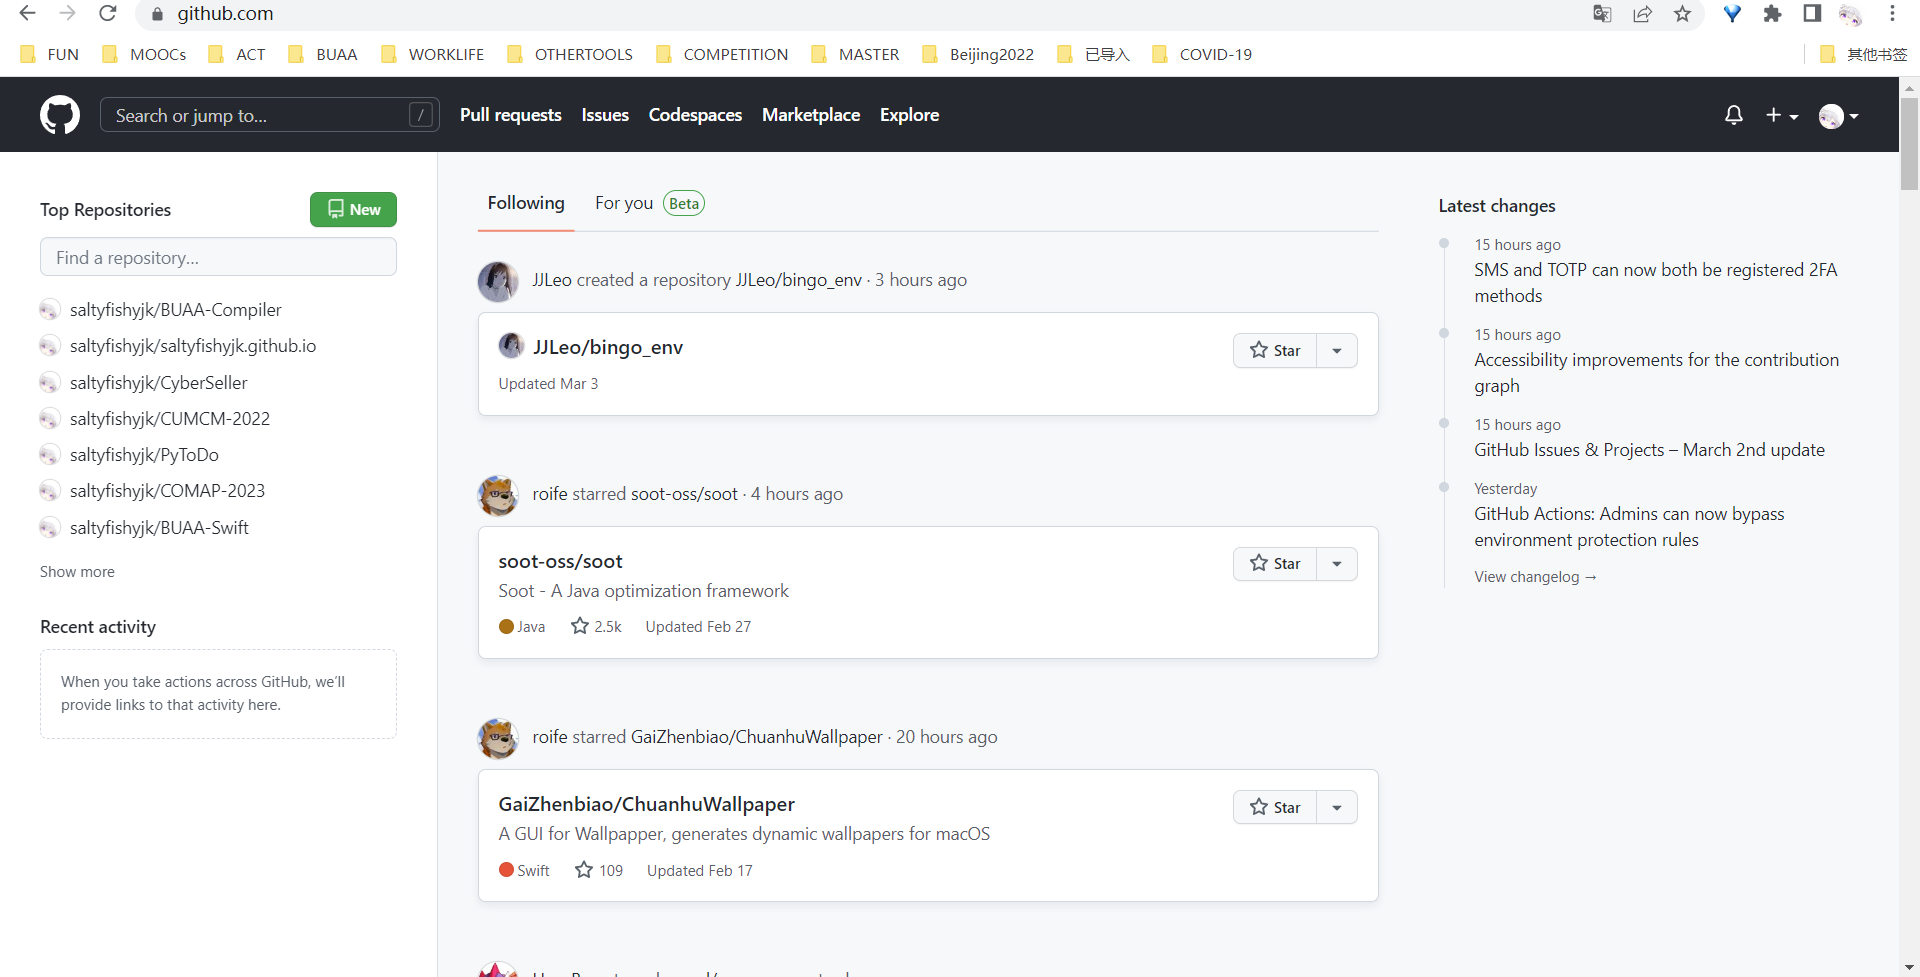 github.com
FUN MOOCs ACT BUAA WORKLIFE OTHERTOOLS COMPETITION MASTER Beijing2022 已导入 COVID-19 其他书签
Search or jump to... / Pull requests Issues Codespaces Marketplace Explore
Top Repositories New
Find a repository...
saltyfishyjk/BUAA-Compiler
saltyfishyjk/saltyfishyjk.github.io
saltyfishyjk/CyberSeller
saltyfishyjk/CUMCM-2022
saltyfishyjk/PyToDo
saltyfishyjk/COMAP-2023
saltyfishyjk/BUAA-Swift
Show more
Recent activity
When you take actions across GitHub, we'll
provide links to that activity here.
Following For you Beta
JJLeo created a repository JJLeo/bingo_env · 3 hours ago
JJLeo/bingo_env Star
Updated Mar 3
roife starred soot-oss/soot · 4 hours ago
soot-oss/soot Star
Soot - A Java optimization framework
Java 2.5k Updated Feb 27
roife starred GaiZhenbiao/ChuanhuWallpaper · 20 hours ago
GaiZhenbiao/ChuanhuWallpaper Star
A GUI for Wallpapper, generates dynamic wallpapers for macOS
Swift 109 Updated Feb 17
Latest changes
15 hours ago
SMS and TOTP can now both be registered 2FA
methods
15 hours ago
Accessibility improvements for the contribution
graph
15 hours ago
GitHub Issues & Projects – March 2nd update
Yesterday
GitHub Actions: Admins can now bypass
environment protection rules
View changelog →